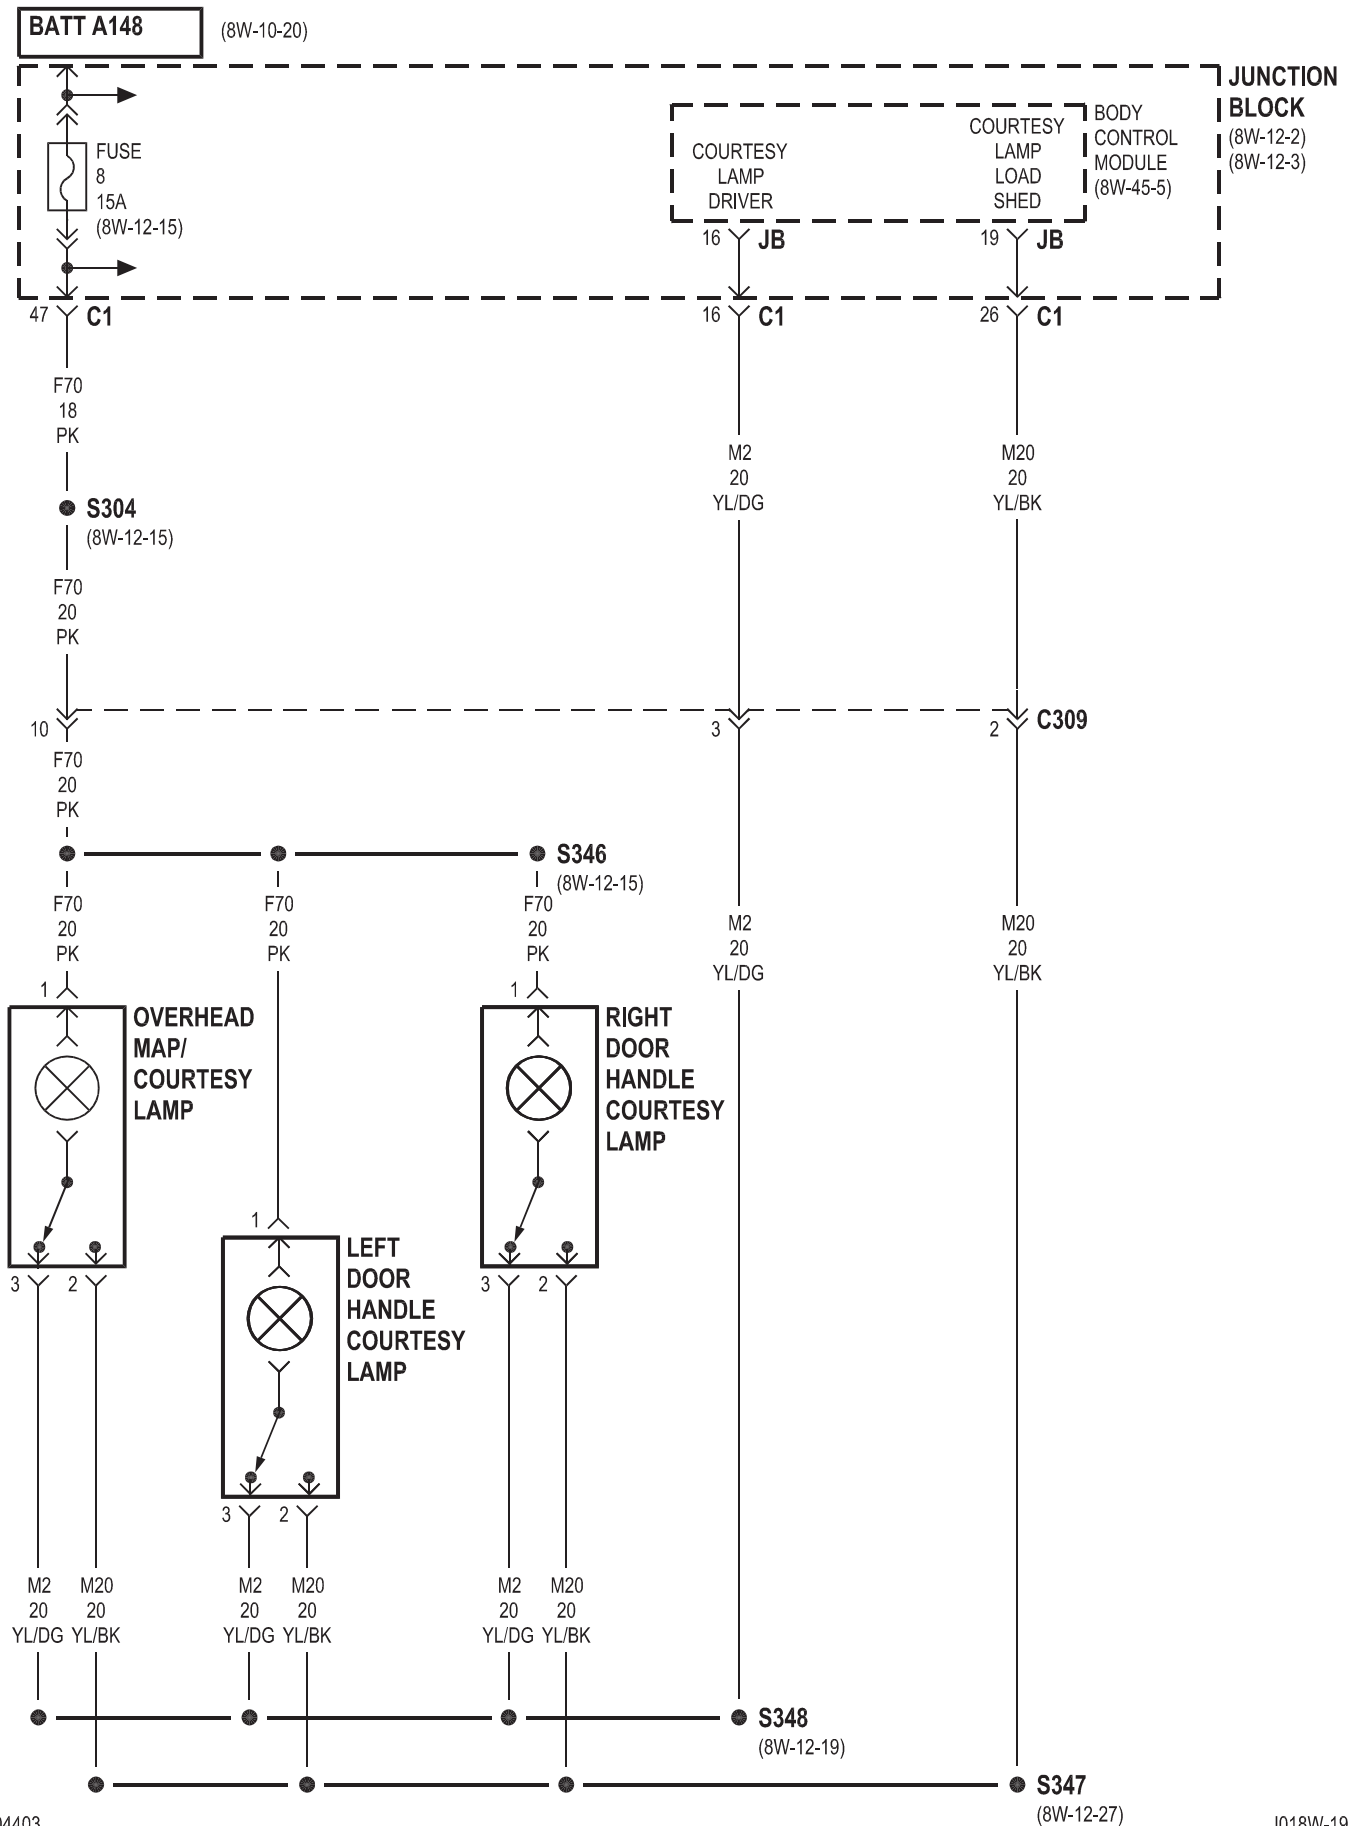 BATT A148
(8W-10-20)
JUNCTION
BLOCK
(8W-12-2)
(8W-12-3)
BODY
CONTROL
MODULE
(8W-45-5)
COURTESY
LAMP
DRIVER
COURTESY
LAMP
LOAD
SHED
FUSE
8
15A
(8W-12-15)
16 JB
19 JB
47 C1
16 C1
26 C1
F70
18
PK
M2
20
YL/DG
M20
20
YL/BK
S304
(8W-12-15)
F70
20
PK
10
3
2
C309
F70
20
PK
S346
(8W-12-15)
F70
20
PK
F70
20
PK
F70
20
PK
M2
20
YL/DG
M20
20
YL/BK
1
OVERHEAD
MAP/
COURTESY
LAMP
3
2
1
LEFT
DOOR
HANDLE
COURTESY
LAMP
3
2
1
RIGHT
DOOR
HANDLE
COURTESY
LAMP
3
2
M2
20
YL/DG
M20
20
YL/BK
M2
20
YL/DG
M20
20
YL/BK
M2
20
YL/DG
M20
20
YL/BK
S348
(8W-12-19)
S347
(8W-12-27)
J018W-19